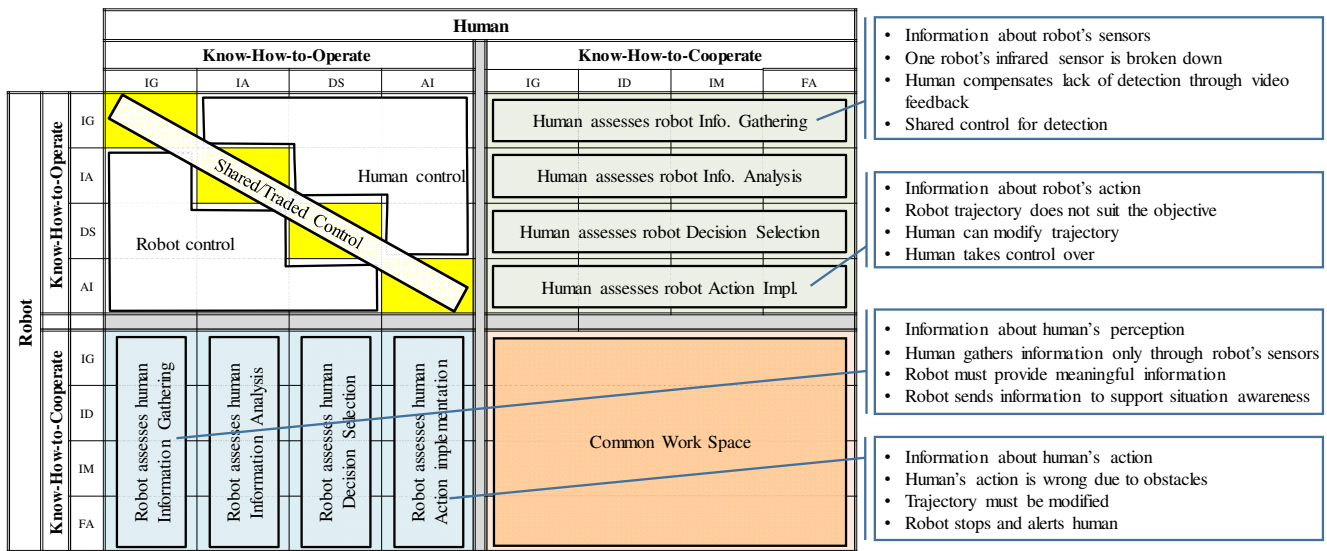 Human
Know-How-to-Operate
Know-How-to-Cooperate
IG
IA
DS
AI
IG
ID
IM
FA
Robot
Know-How-to-Operate
IG
IA
DS
AI
Shared/Traded Control
Human control
Robot control
Human assesses robot Info. Gathering
Human assesses robot Info. Analysis
Human assesses robot Decision Selection
Human assesses robot Action Impl.
Know-How-to-Cooperate
IG
ID
IM
FA
Robot assesses human
Information Gathering
Robot assesses human
Information Analysis
Robot assesses human
Decision Selection
Robot assesses human
Action implementation
Common Work Space
• Information about robot's sensors
• One robot's infrared sensor is broken down
• Human compensates lack of detection through video
feedback
• Shared control for detection
• Information about robot's action
• Robot trajectory does not suit the objective
• Human can modify trajectory
• Human takes control over
• Information about human's perception
• Human gathers information only through robot's sensors
• Robot must provide meaningful information
• Robot sends information to support situation awareness
• Information about human's action
• Human's action is wrong due to obstacles
• Trajectory must be modified
• Robot stops and alerts human